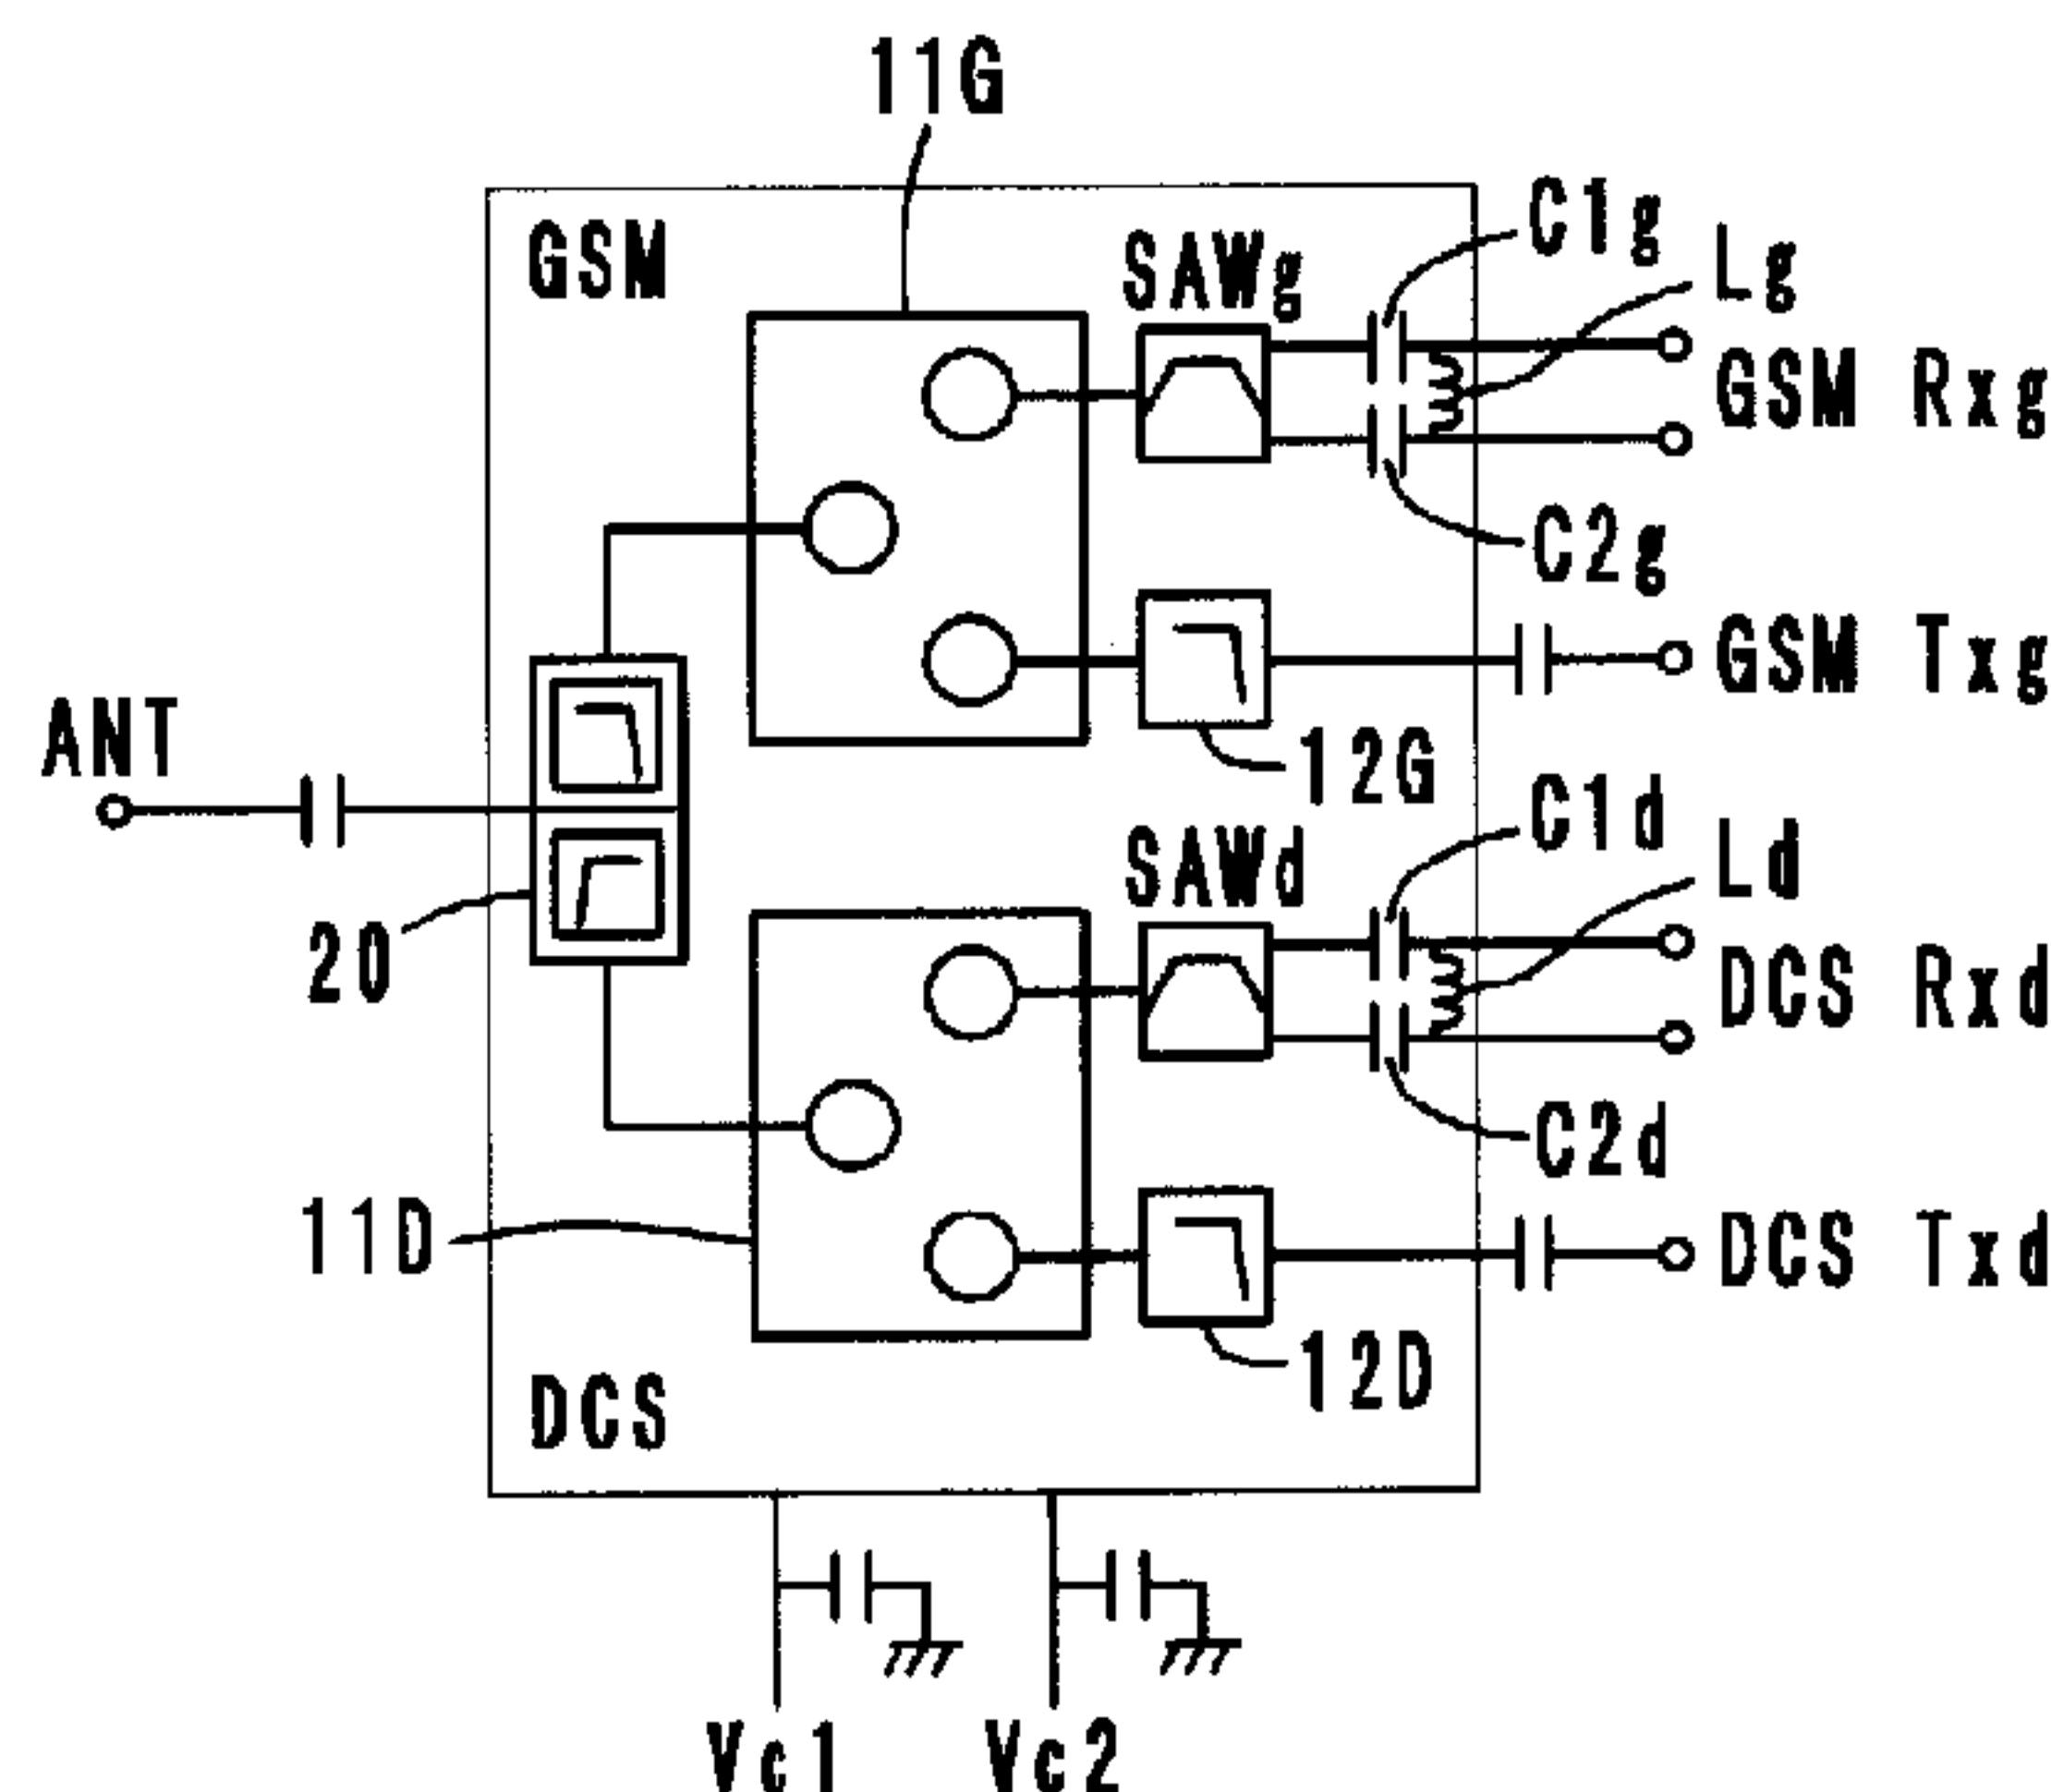 11G
GSM
SAWg
C1g
Lg
GSM Rxg
C2g
GSM Txg
ANT
12G
C1d
SAWd
Ld
20
DCS Rxd
C2d
11D
DCS Txd
12D
DCS
Vc1
Vc2